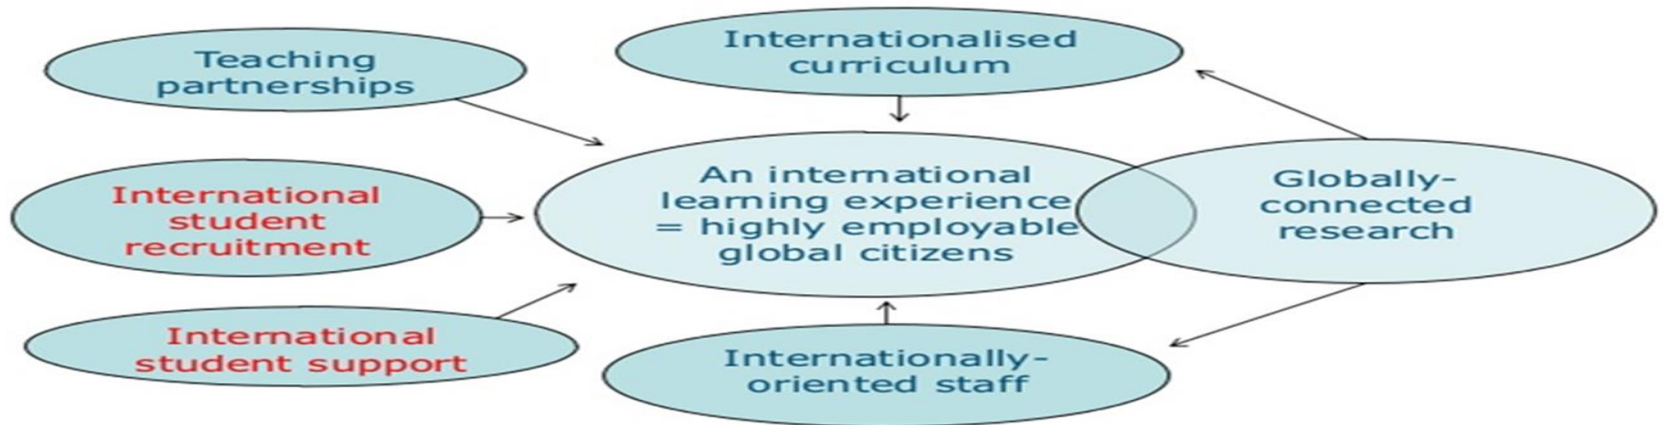 Teaching
partnerships
Internationalised
curriculum
International
student
recruitment
An international
learning experience
= highly employable
global citizens
Globally-
connected
research
International
student support
Internationally-
oriented staff